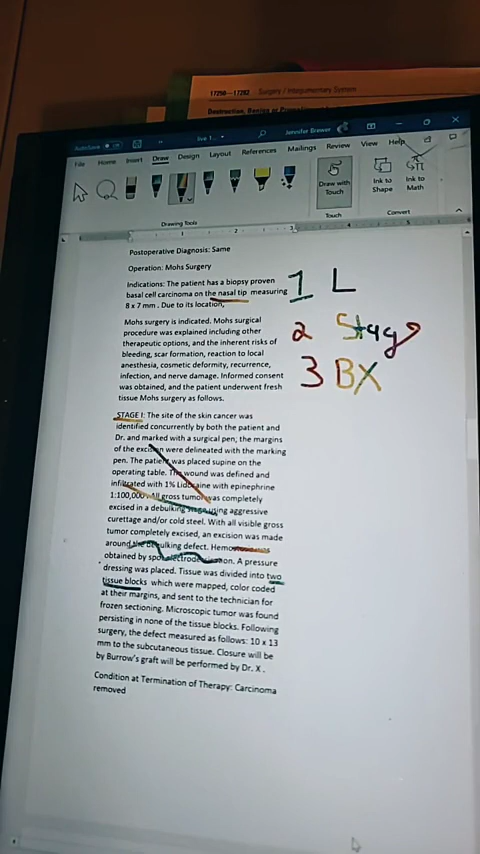 17250—17262 Surgery / Integumentary System
Destruction, Benign or
AutoSave Off live 1... Jennifer Brewer
File Home Insert Draw Design Layout References Mailings Review View Help
Draw with Touch
Ink to Shape
Ink to Math
Drawing Tools Touch Convert
Postoperative Diagnosis: Same
Operation: Mohs Surgery
Indications: The patient has a biopsy proven
basal cell carcinoma on the nasal tip measuring
8 x 7 mm . Due to its location,
1 L
2 Stage
3 BX
Mohs surgery is indicated. Mohs surgical
procedure was explained including other
therapeutic options, and the inherent risks of
bleeding, scar formation, reaction to local
anesthesia, cosmetic deformity, recurrence,
infection, and nerve damage. Informed consent
was obtained, and the patient underwent fresh
tissue Mohs surgery as follows.
STAGE I: The site of the skin cancer was
identified concurrently by both the patient and
Dr. and marked with a surgical pen; the margins
of the excision were delineated with the marking
pen. The patient was placed supine on the
operating table. The wound was defined and
infiltrated with 1% Lidocaine with epinephrine
1:100,000. All gross tumor was completely
excised in a debulking stage using aggressive
curettage and/or cold steel. With all visible gross
tumor completely excised, an excision was made
around the debulking defect. Hemostasis was
obtained by spot electrodesiccation. A pressure
dressing was placed. Tissue was divided into two
tissue blocks which were mapped, color coded
at their margins, and sent to the technician for
frozen sectioning. Microscopic tumor was found
persisting in none of the tissue blocks. Following
surgery, the defect measured as follows: 10 x 13
mm to the subcutaneous tissue. Closure will be
by Burrow's graft will be performed by Dr. X .
Condition at Termination of Therapy: Carcinoma
removed